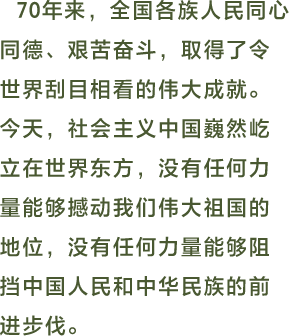 70年来，全国各族人民同心
同德、艰苦奋斗，取得了令
世界刮目相看的伟大成就。
今天，社会主义中国巍然屹
立在世界东方，没有任何力
量能够撼动我们伟大祖国的
地位，没有任何力量能够阻
挡中国人民和中华民族的前
进步伐。